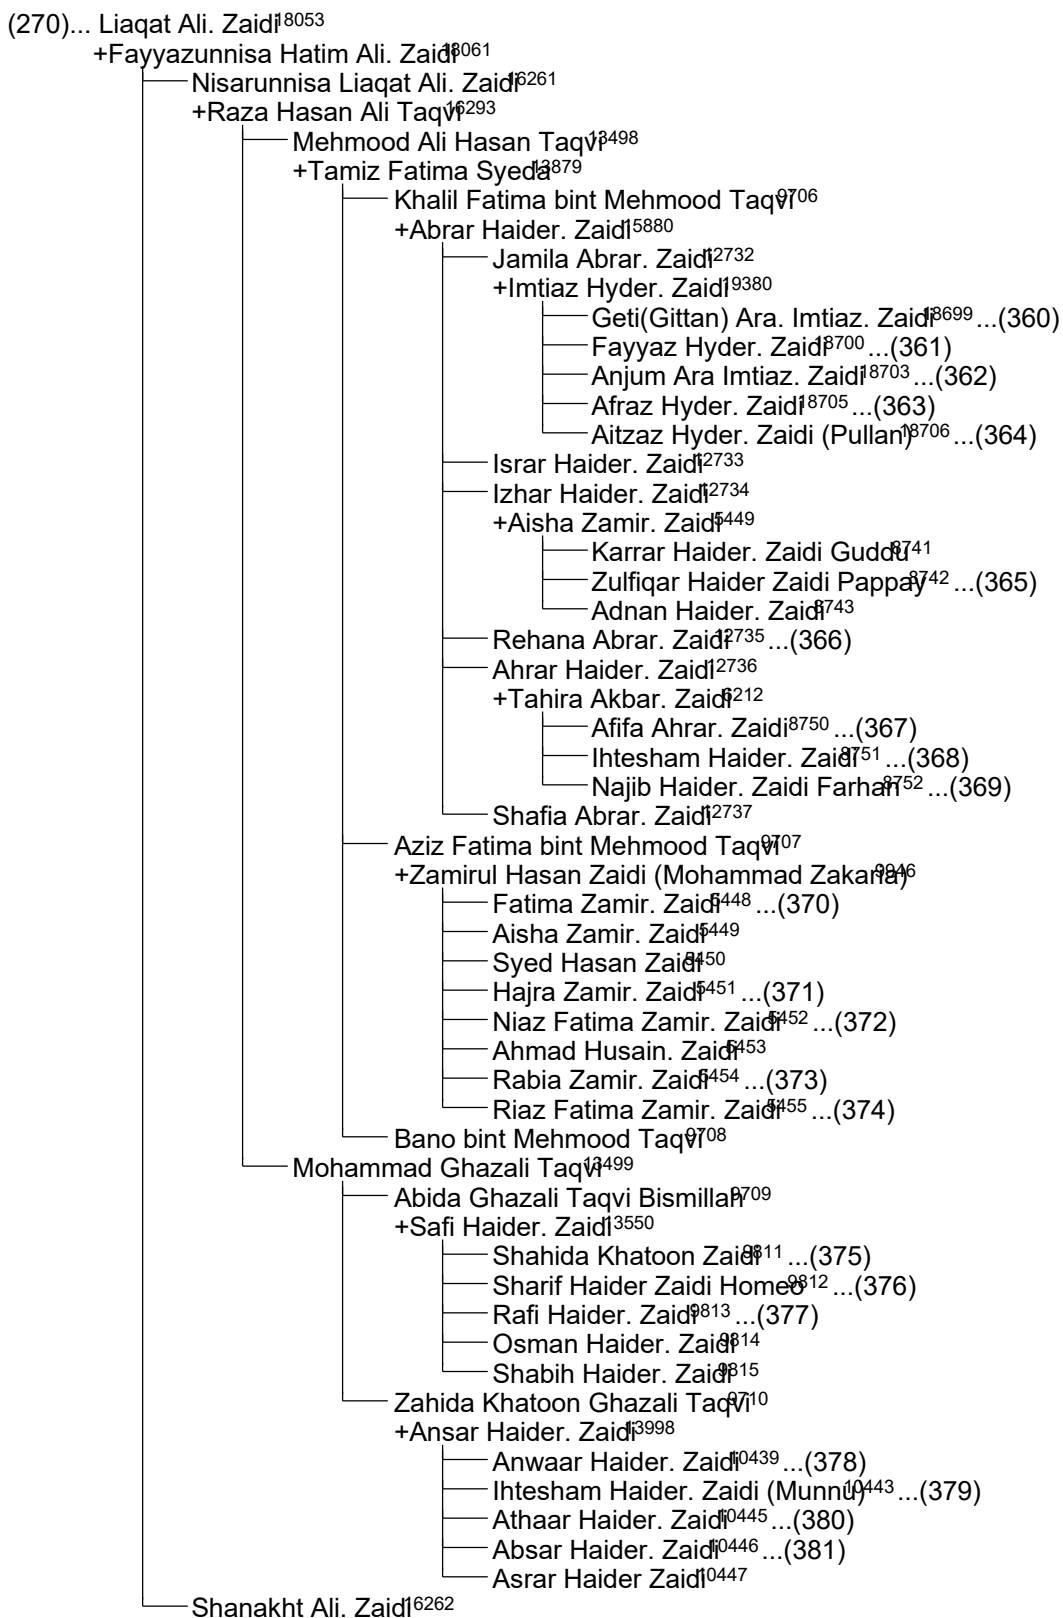 (270)... Liaqat Ali. Zaidi18053
+Fayyazunnisa Hatim Ali. Zaidi18061
Nisarunnisa Liaqat Ali. Zaidi16261
+Raza Hasan Ali Taqvi16293
Mehmood Ali Hasan Taqvi13498
+Tamiz Fatima Syeda13879
Khalil Fatima bint Mehmood Taqvi9706
+Abrar Haider. Zaidi15880
Jamila Abrar. Zaidi12732
+Imtiaz Hyder. Zaidi19380
Geti(Gittan) Ara. Imtiaz. Zaidi18699 ...(360)
Fayyaz Hyder. Zaidi18700 ...(361)
Anjum Ara Imtiaz. Zaidi18703 ...(362)
Afraz Hyder. Zaidi18705 ...(363)
Aitzaz Hyder. Zaidi (Pullan)18706 ...(364)
Israr Haider. Zaidi12733
Izhar Haider. Zaidi12734
+Aisha Zamir. Zaidi5449
Karrar Haider. Zaidi Guddu8741
Zulfiqar Haider Zaidi Pappay8742 ...(365)
Adnan Haider. Zaidi8743
Rehana Abrar. Zaidi12735 ...(366)
Ahrar Haider. Zaidi12736
+Tahira Akbar. Zaidi6212
Afifa Ahrar. Zaidi8750 ...(367)
Ihtesham Haider. Zaidi8751 ...(368)
Najib Haider. Zaidi Farhan8752 ...(369)
Shafia Abrar. Zaidi12737
Aziz Fatima bint Mehmood Taqvi9707
+Zamirul Hasan Zaidi (Mohammad Zakaria)9946
Fatima Zamir. Zaidi5448 ...(370)
Aisha Zamir. Zaidi5449
Syed Hasan Zaidi5450
Hajra Zamir. Zaidi5451 ...(371)
Niaz Fatima Zamir. Zaidi5452 ...(372)
Ahmad Husain. Zaidi5453
Rabia Zamir. Zaidi5454 ...(373)
Riaz Fatima Zamir. Zaidi5455 ...(374)
Bano bint Mehmood Taqvi9708
Mohammad Ghazali Taqvi13499
Abida Ghazali Taqvi Bismillah9709
+Safi Haider. Zaidi13550
Shahida Khatoon Zaidi9811 ...(375)
Sharif Haider Zaidi Homeo9812 ...(376)
Rafi Haider. Zaidi9813 ...(377)
Osman Haider. Zaidi9814
Shabih Haider. Zaidi9815
Zahida Khatoon Ghazali Taqvi9710
+Ansar Haider. Zaidi13998
Anwaar Haider. Zaidi10439 ...(378)
Ihtesham Haider. Zaidi (Munnu)10443 ...(379)
Athaar Haider. Zaidi10445 ...(380)
Absar Haider. Zaidi10446 ...(381)
Asrar Haider Zaidi10447
Shanakht Ali. Zaidi16262